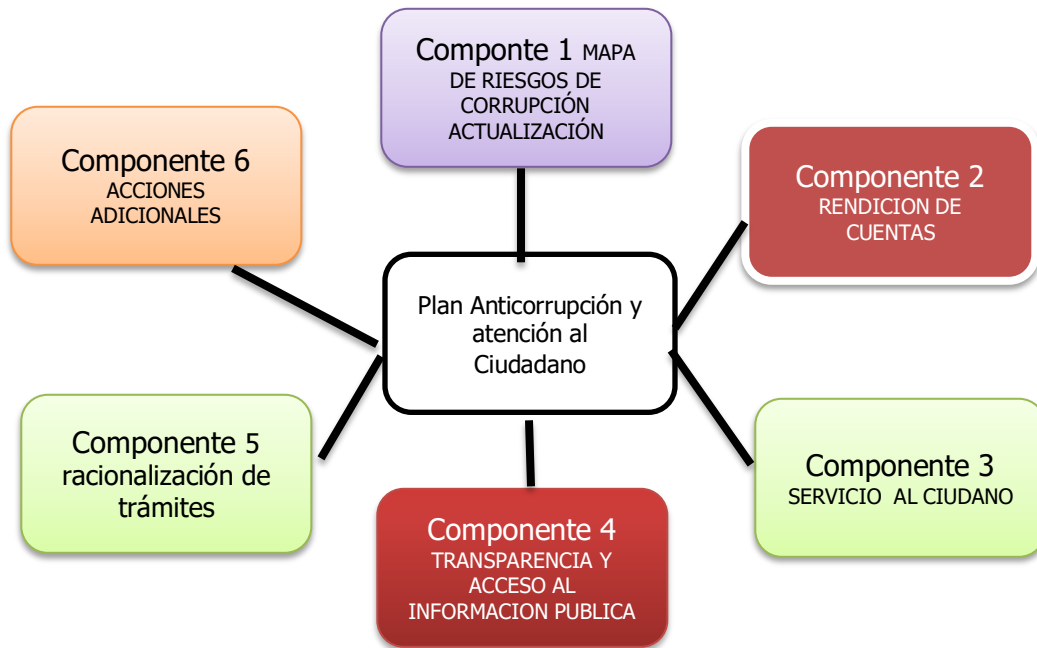 Componte 1 MAPA
DE RIESGOS DE
CORRUPCIÓN
ACTUALIZACIÓN
Componente 2
RENDICION DE
CUENTAS
Componente 3
SERVICIO AL CIUDANO
Componente 4
TRANSPARENCIA Y
ACCESO AL
INFORMACION PUBLICA
Componente 5
racionalización de
trámites
Componente 6
ACCIONES
ADICIONALES
Plan Anticorrupción y
atención al
Ciudadano